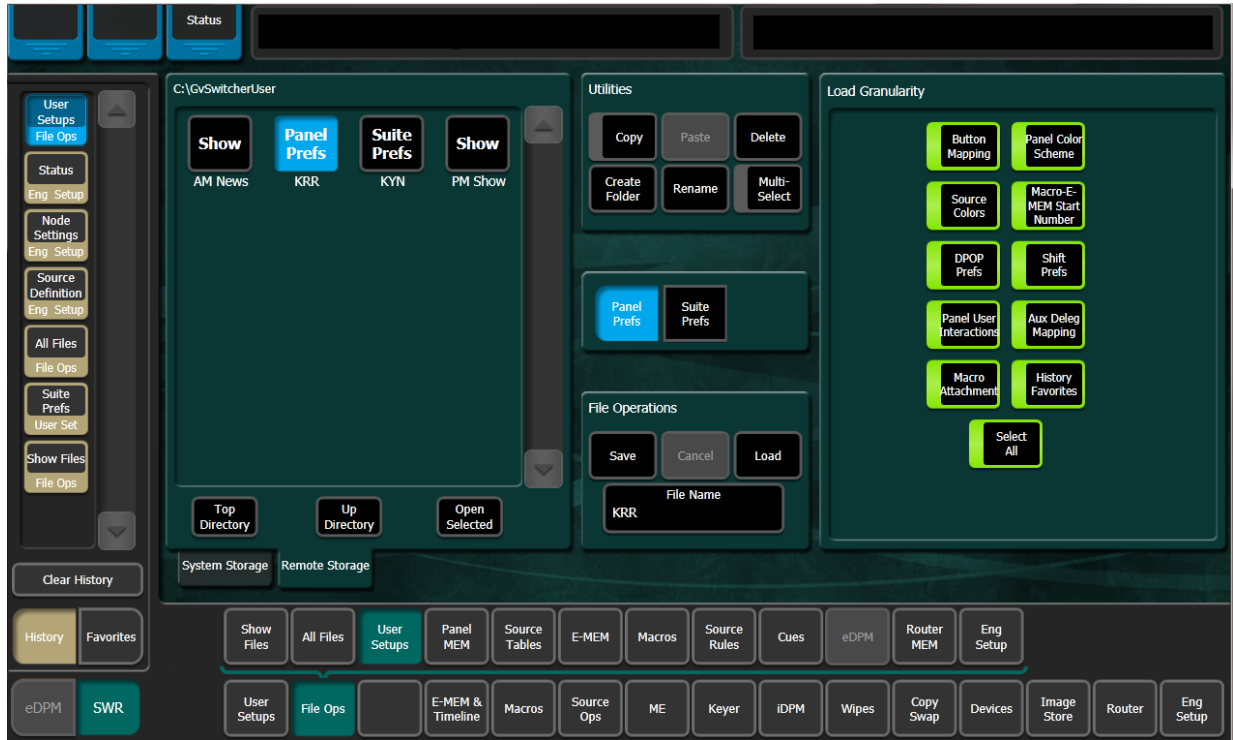 Status
User
Setups
File Ops
Status
Eng Setup
Node
Settings
Eng Setup
Source
Definition
Eng Setup
All Files
File Ops
Suite
Prefs
User Set
Show Files
File Ops
Clear History
History
Favorites
eDPM
SWR
C:\GvSwitcherUser
Show
AM News
Panel
Prefs
KRR
Suite
Prefs
KYN
Show
PM Show
Top
Directory
Up
Directory
Open
Selected
System Storage
Remote Storage
Utilities
Copy
Paste
Delete
Create
Folder
Rename
Multi-
Select
Panel
Prefs
Suite
Prefs
File Operations
Save
Cancel
Load
File Name
KRR
Load Granularity
Button
Mapping
Panel Color
Scheme
Source
Colors
Macro-E-
MEM Start
Number
DPOP
Prefs
Shift
Prefs
Panel User
Interactions
Aux Deleg
Mapping
Macro
Attachment
History
Favorites
Select
All
Show
Files
All Files
User
Setups
Panel
MEM
Source
Tables
E-MEM
Macros
Source
Rules
Cues
eDPM
Router
MEM
Eng
Setup
User
Setups
File Ops
E-MEM &
Timeline
Macros
Source
Ops
ME
Keyer
iDPM
Wipes
Copy
Swap
Devices
Image
Store
Router
Eng
Setup